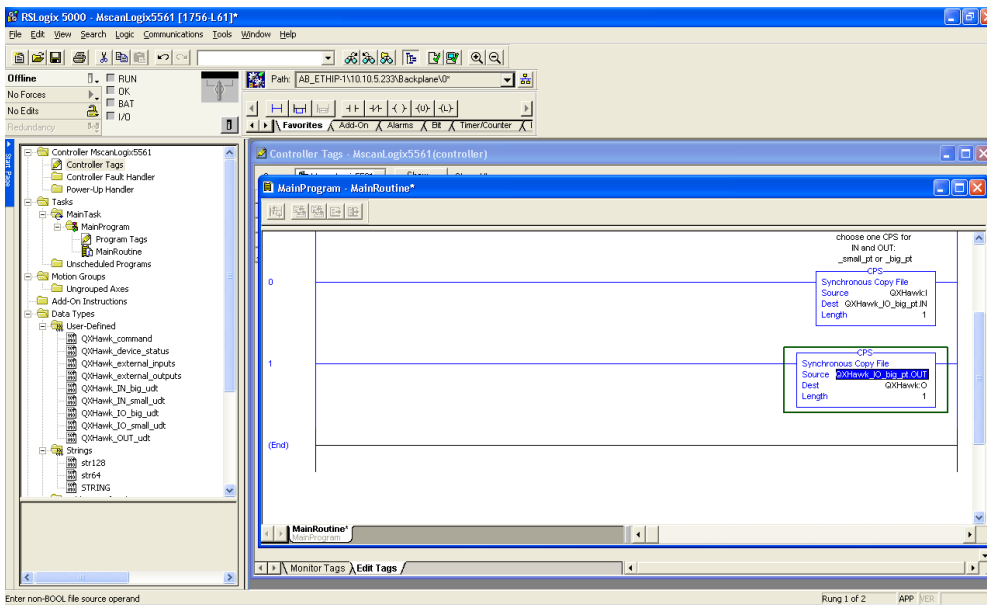 RSLogix 5000 - MscanLogix5561 [1756-L61]*
File Edit View Search Logic Communications Tools Window Help
Offline
RUN
No Forces
OK
No Edits
BAT
Redundancy
I/O
Path: AB_ETHIP-1\10.10.5.233\Backplane\0*
Favorites Add-On Alarms Bit Timer/Counter
Start Page
Controller MscanLogix5561
Controller Tags
Controller Fault Handler
Power-Up Handler
Tasks
MainTask
MainProgram
Program Tags
MainRoutine
Unscheduled Programs
Motion Groups
Ungrouped Axes
Add-On Instructions
Data Types
User-Defined
QXHawk_command
QXHawk_device_status
QXHawk_external_inputs
QXHawk_external_outputs
QXHawk_IN_big_udt
QXHawk_IN_small_udt
QXHawk_IO_big_udt
QXHawk_IO_small_udt
QXHawk_OUT_udt
Strings
str128
str64
STRING
Controller Tags - MscanLogix5561(controller)
MainProgram - MainRoutine*
choose one CPS for
IN and OUT:
_small_pt or _big_pt
0
CPS
Synchronous Copy File
Source QXHawk:I
Dest QXHawk_IO_big_pt.IN
Length 1
1
CPS
Synchronous Copy File
Source QXHawk_IO_big_pt.OUT
Dest QXHawk:O
Length 1
(End)
MainRoutine*
MainProgram
Monitor Tags Edit Tags
Enter non-BOOL file source operand
Rung 1 of 2
APP
VER